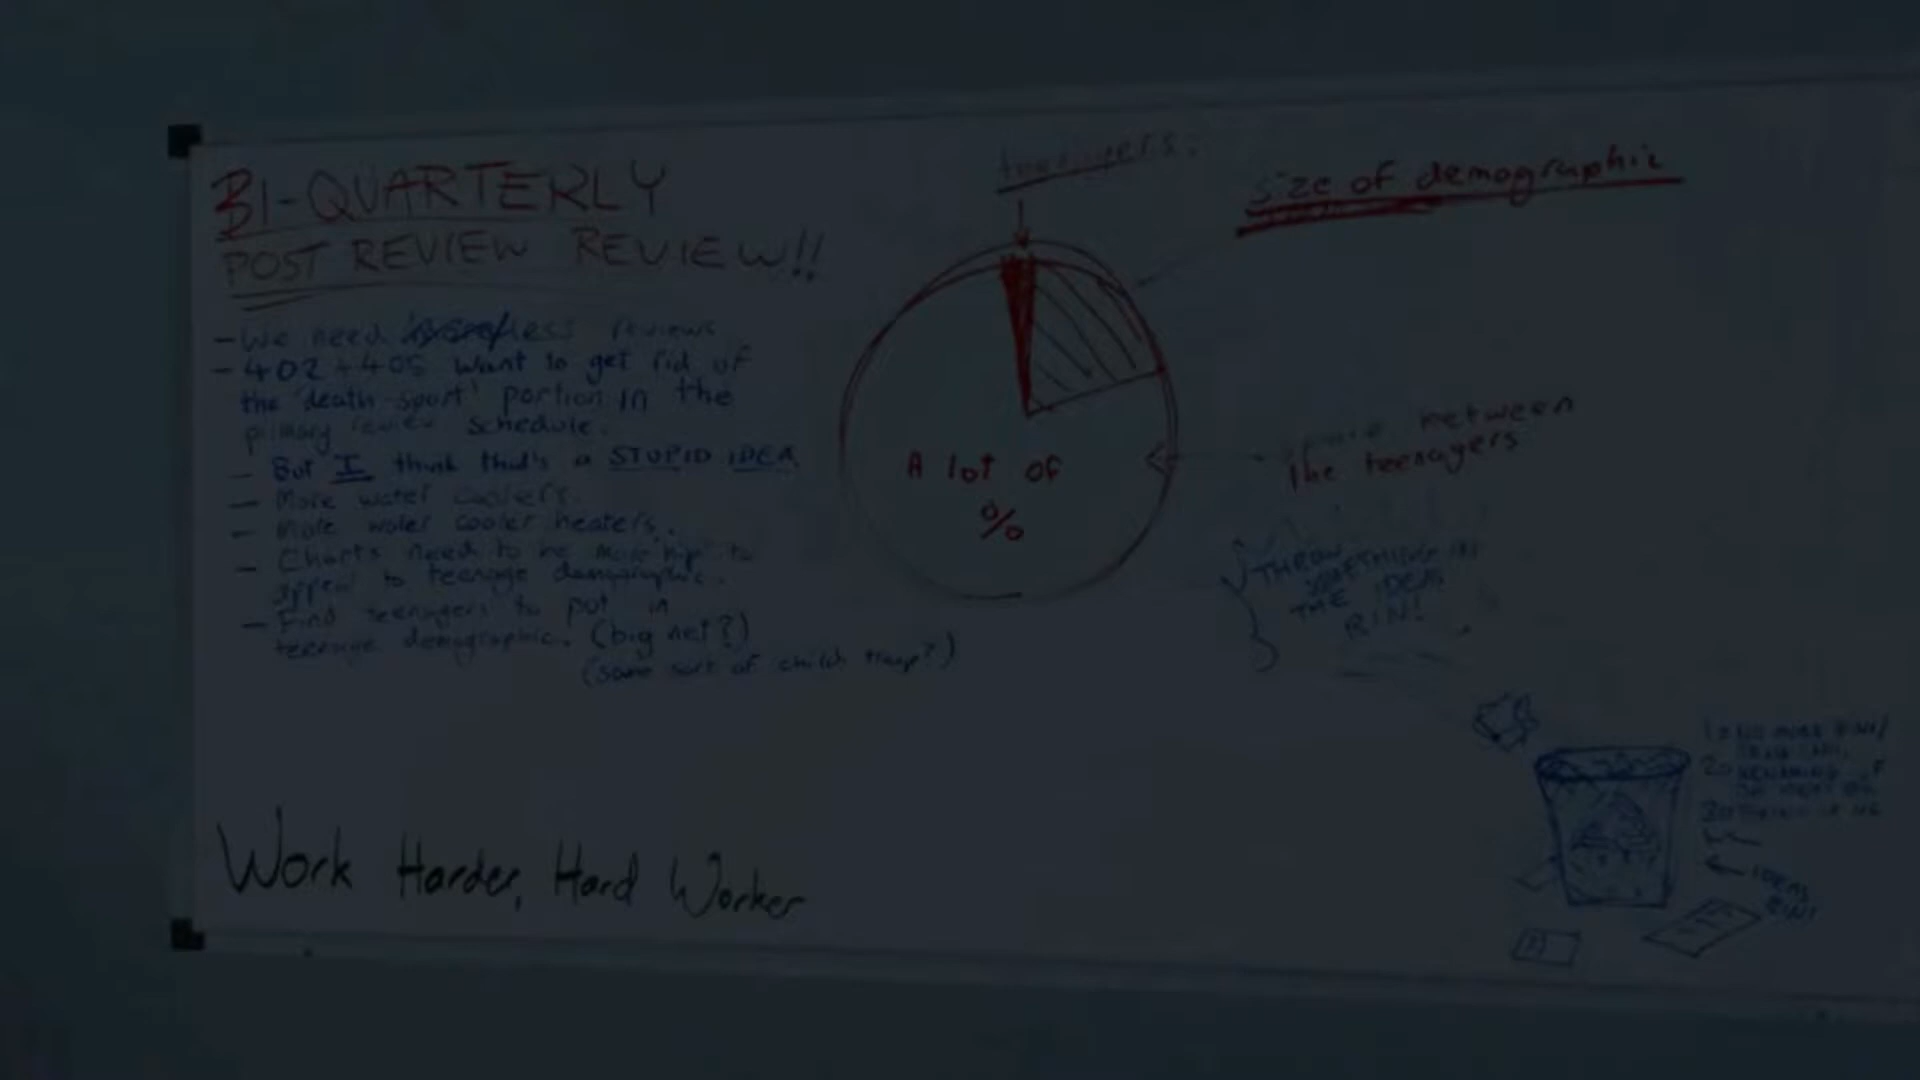 BI-QUARTERLY
POST REVIEW REVIEW!!
- We need less reviews
- 402 + 405 want to get rid of
the 'death sport' portion in the
primary review schedule.
- But I think that's a STUPID IDEA
- More water coolers.
- More water cooler heaters.
- Charts need to be more 'hip' to
appeal to teenage demographic.
- Find teenagers to put in
teenage demographic. (big net?)
(some sort of child trap?)
teenagers.
size of demographic
A lot of
%
between
the teenagers
THROW
SOMETHING IN
THE IDEAS
BIN!
IDEAS
BIN!
Work Harder, Hard Worker